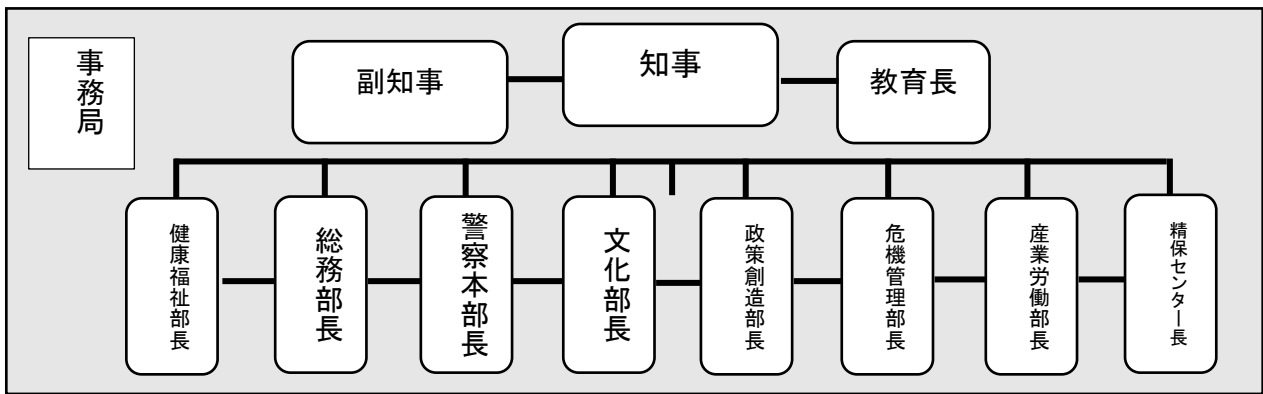 事務局
副知事
知事
教育長
健康福祉部長
総務部長
警察本部長
文化部長
政策創造部長
危機管理部長
産業労働部長
精保センター長